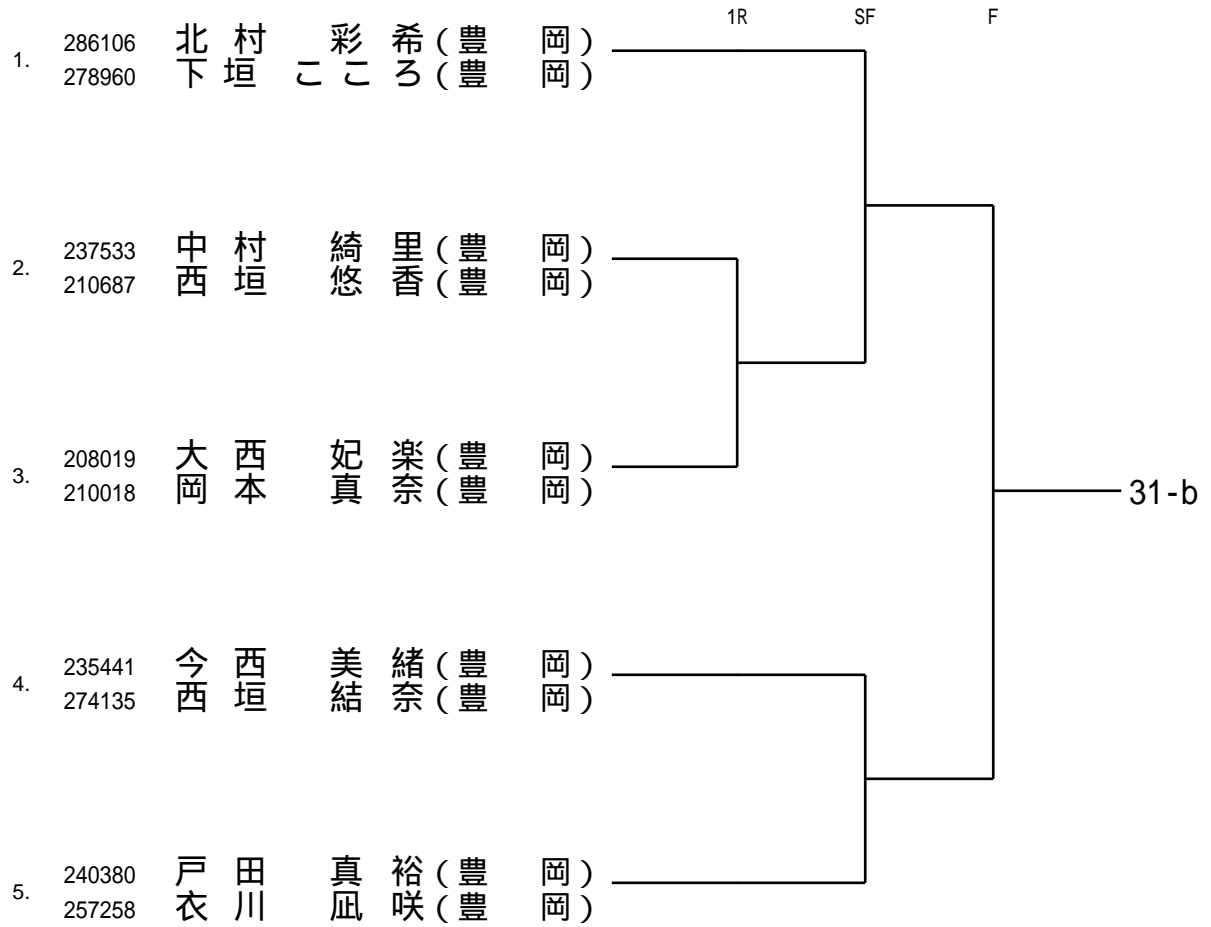 1R SF F
1. 286106 北村 彩希(豊 岡)
278960 下垣 こころ(豊 岡)
2. 237533 中村 綺里(豊 岡)
210687 西垣 悠香(豊 岡)
3. 208019 大西 妃楽(豊 岡)
210018 岡本 真奈(豊 岡)
31-b
4. 235441 今西 美緒(豊 岡)
274135 西垣 結奈(豊 岡)
5. 240380 戸田 真裕(豊 岡)
257258 衣川 凪咲(豊 岡)